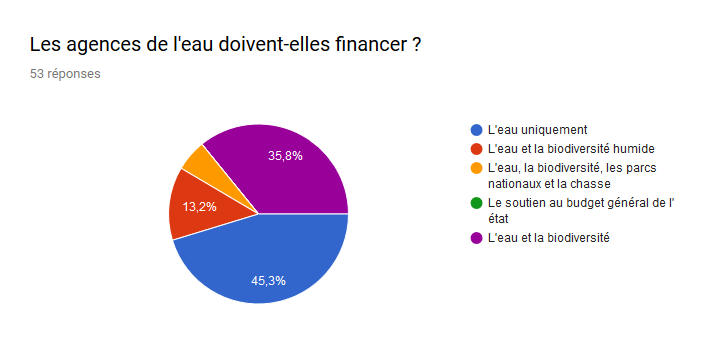 Les agences de l'eau doivent-elles financer ?
53 réponses
35,8%
13,2%
45,3%
L'eau uniquement
L'eau et la biodiversité humide
L'eau, la biodiversité, les parcs
nationaux et la chasse
Le soutien au budget général de l'
état
L'eau et la biodiversité